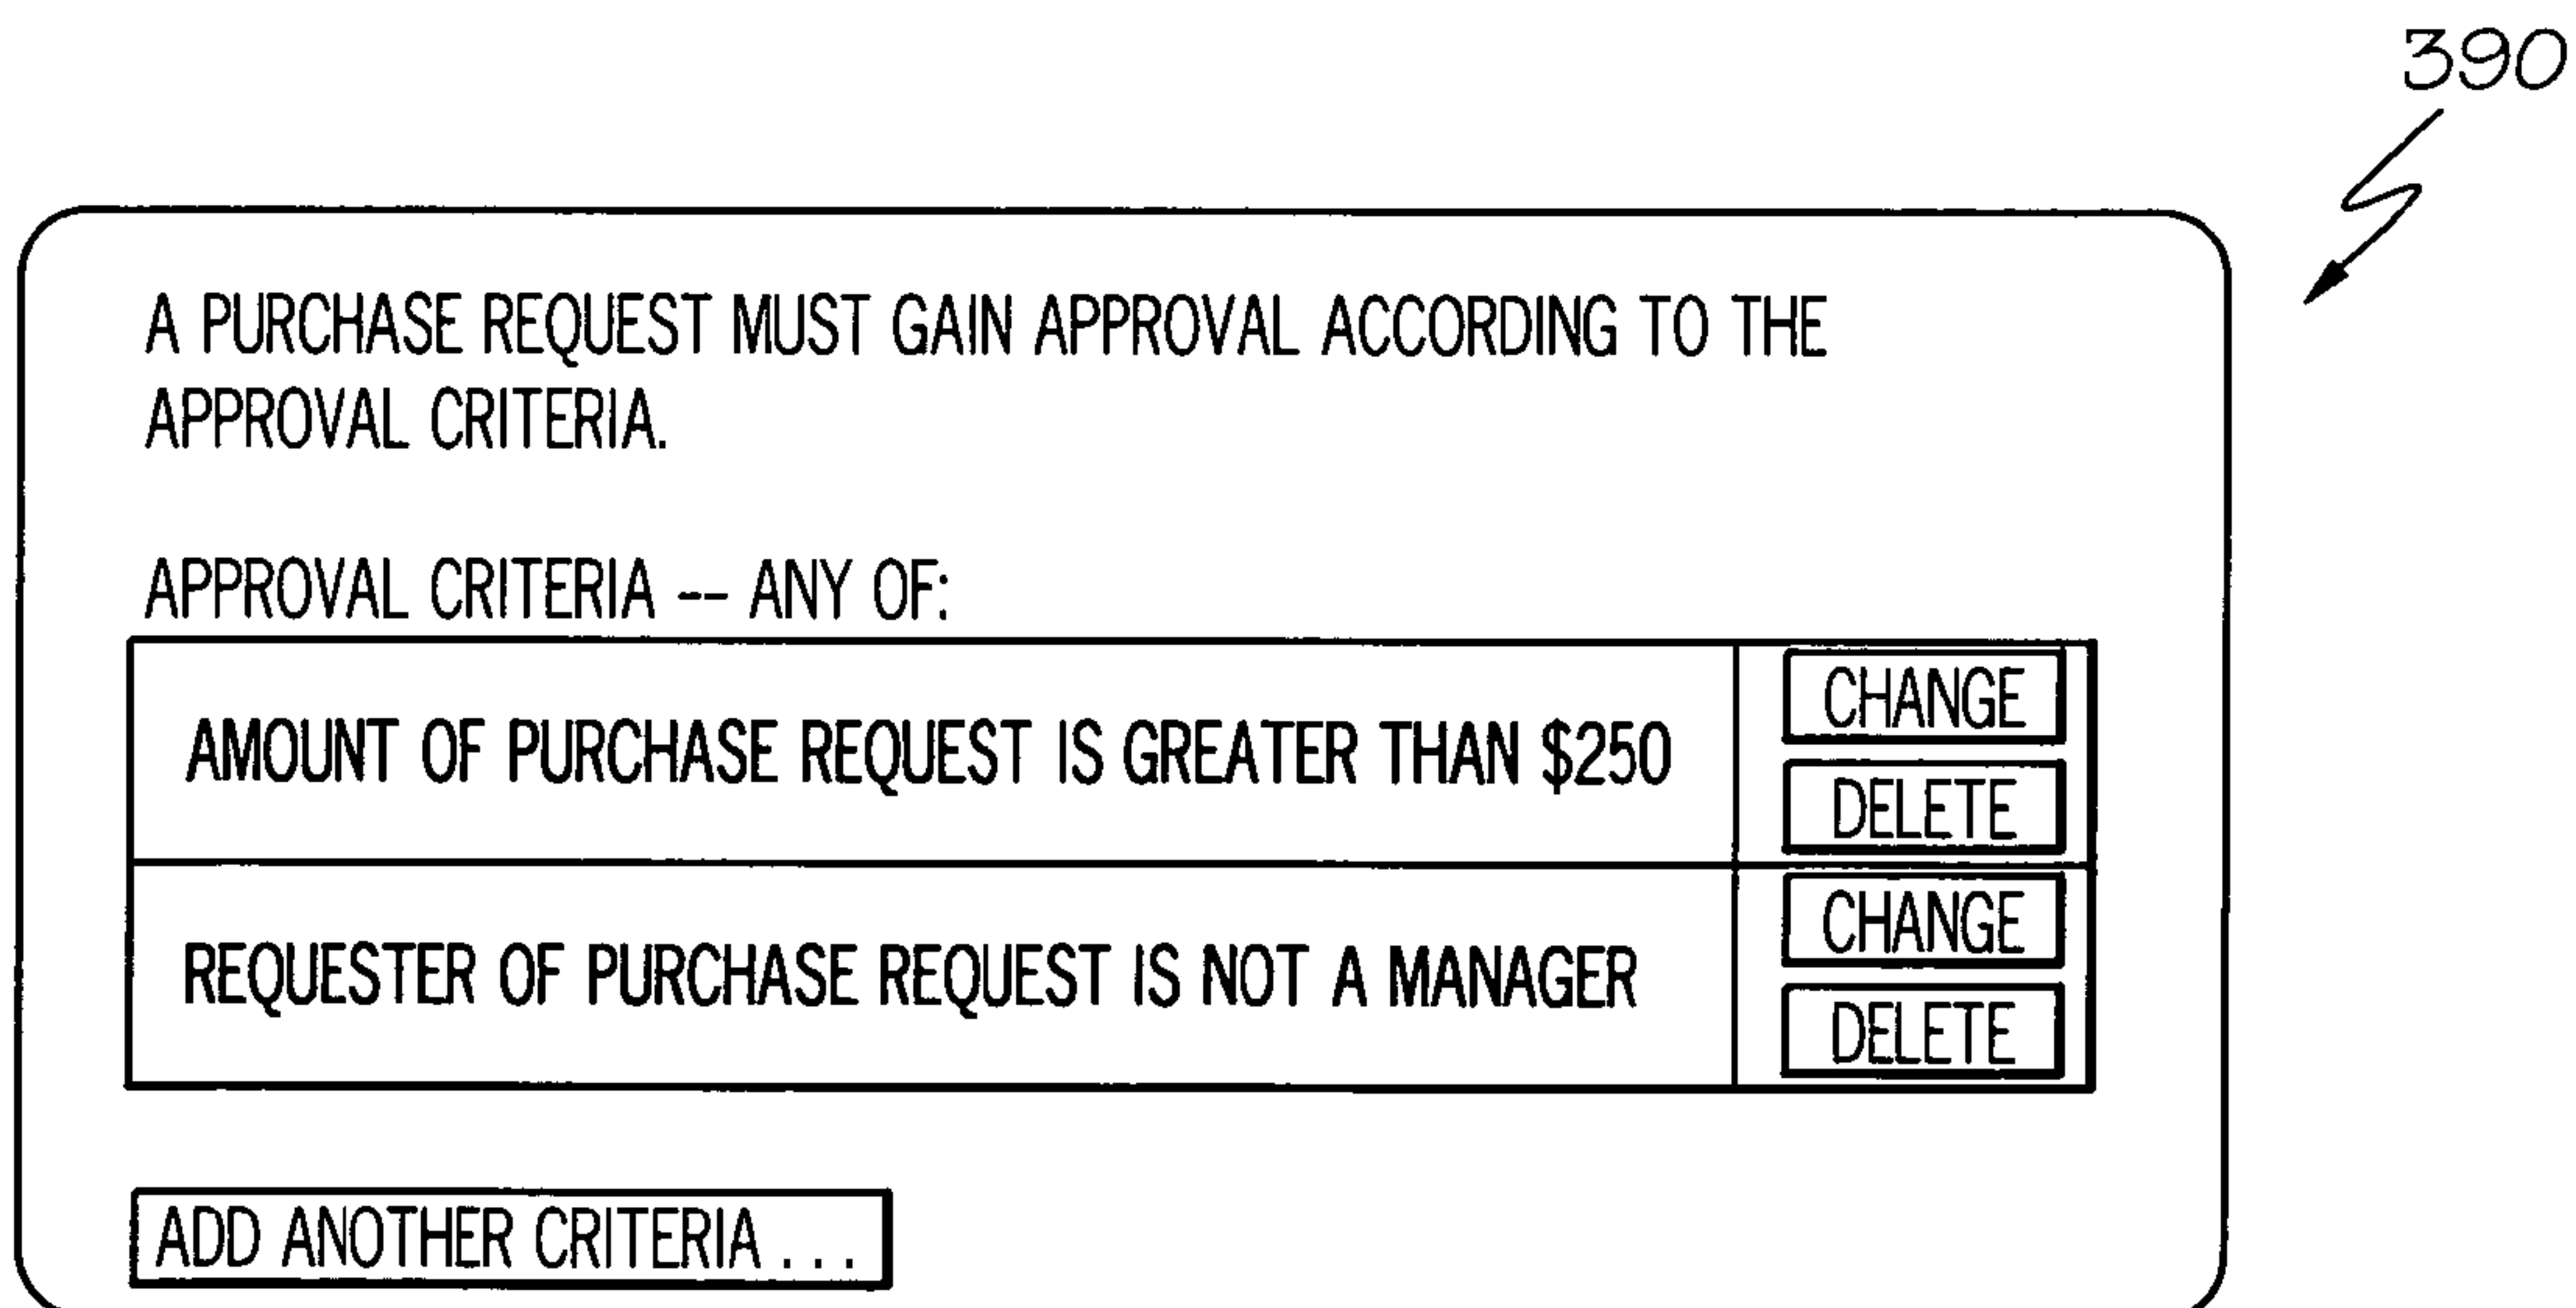 390
A PURCHASE REQUEST MUST GAIN APPROVAL ACCORDING TO THE
APPROVAL CRITERIA.
APPROVAL CRITERIA -- ANY OF:
AMOUNT OF PURCHASE REQUEST IS GREATER THAN $250
CHANGE
DELETE
REQUESTER OF PURCHASE REQUEST IS NOT A MANAGER
CHANGE
DELETE
ADD ANOTHER CRITERIA . . .